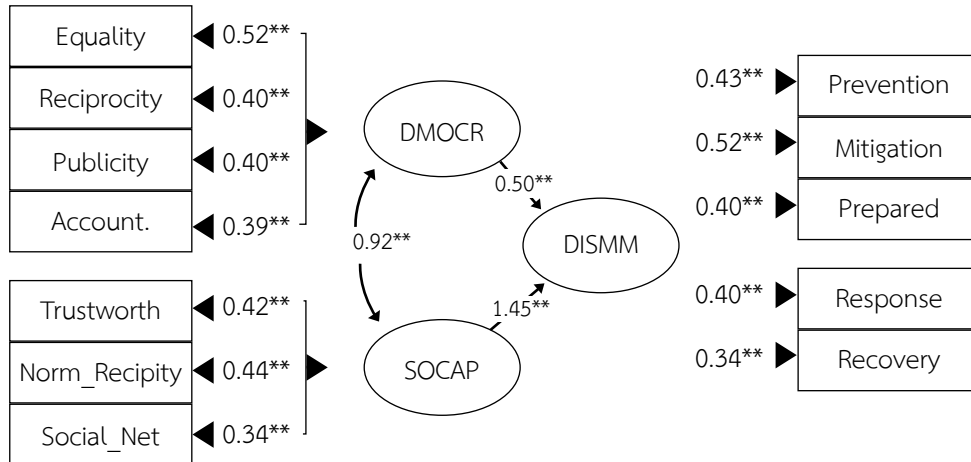 Equality 0.52**
Reciprocity 0.40**
Publicity 0.40**
Account. 0.39**
Trustworth 0.42**
Norm_Recipity 0.44**
Social_Net 0.34**
DMOCR
0.50**
0.92**
DISMM
1.45**
SOCAP
0.43** Prevention
0.52** Mitigation
0.40** Prepared
0.40** Response
0.34** Recovery